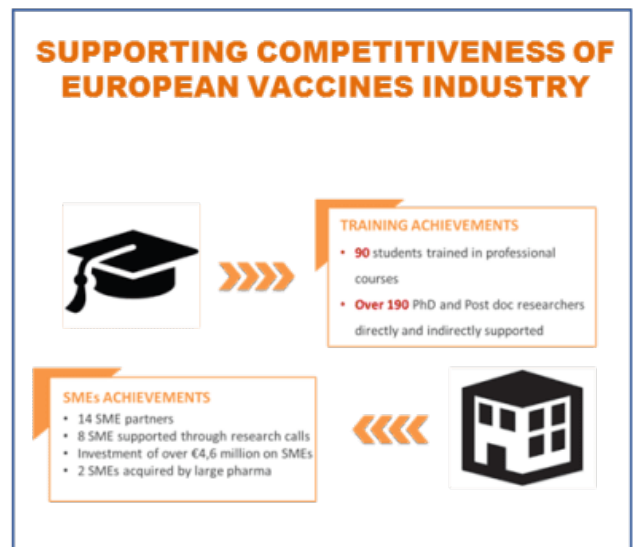 SUPPORTING COMPETITIVENESS OF
EUROPEAN VACCINES INDUSTRY
TRAINING ACHIEVEMENTS
• 90 students trained in professional
courses
• Over 190 PhD and Post doc researchers
directly and indirectly supported
SMEs ACHIEVEMENTS
• 14 SME partners
• 8 SME supported through research calls
• Investment of over €4,6 million on SMEs
• 2 SMEs acquired by large pharma